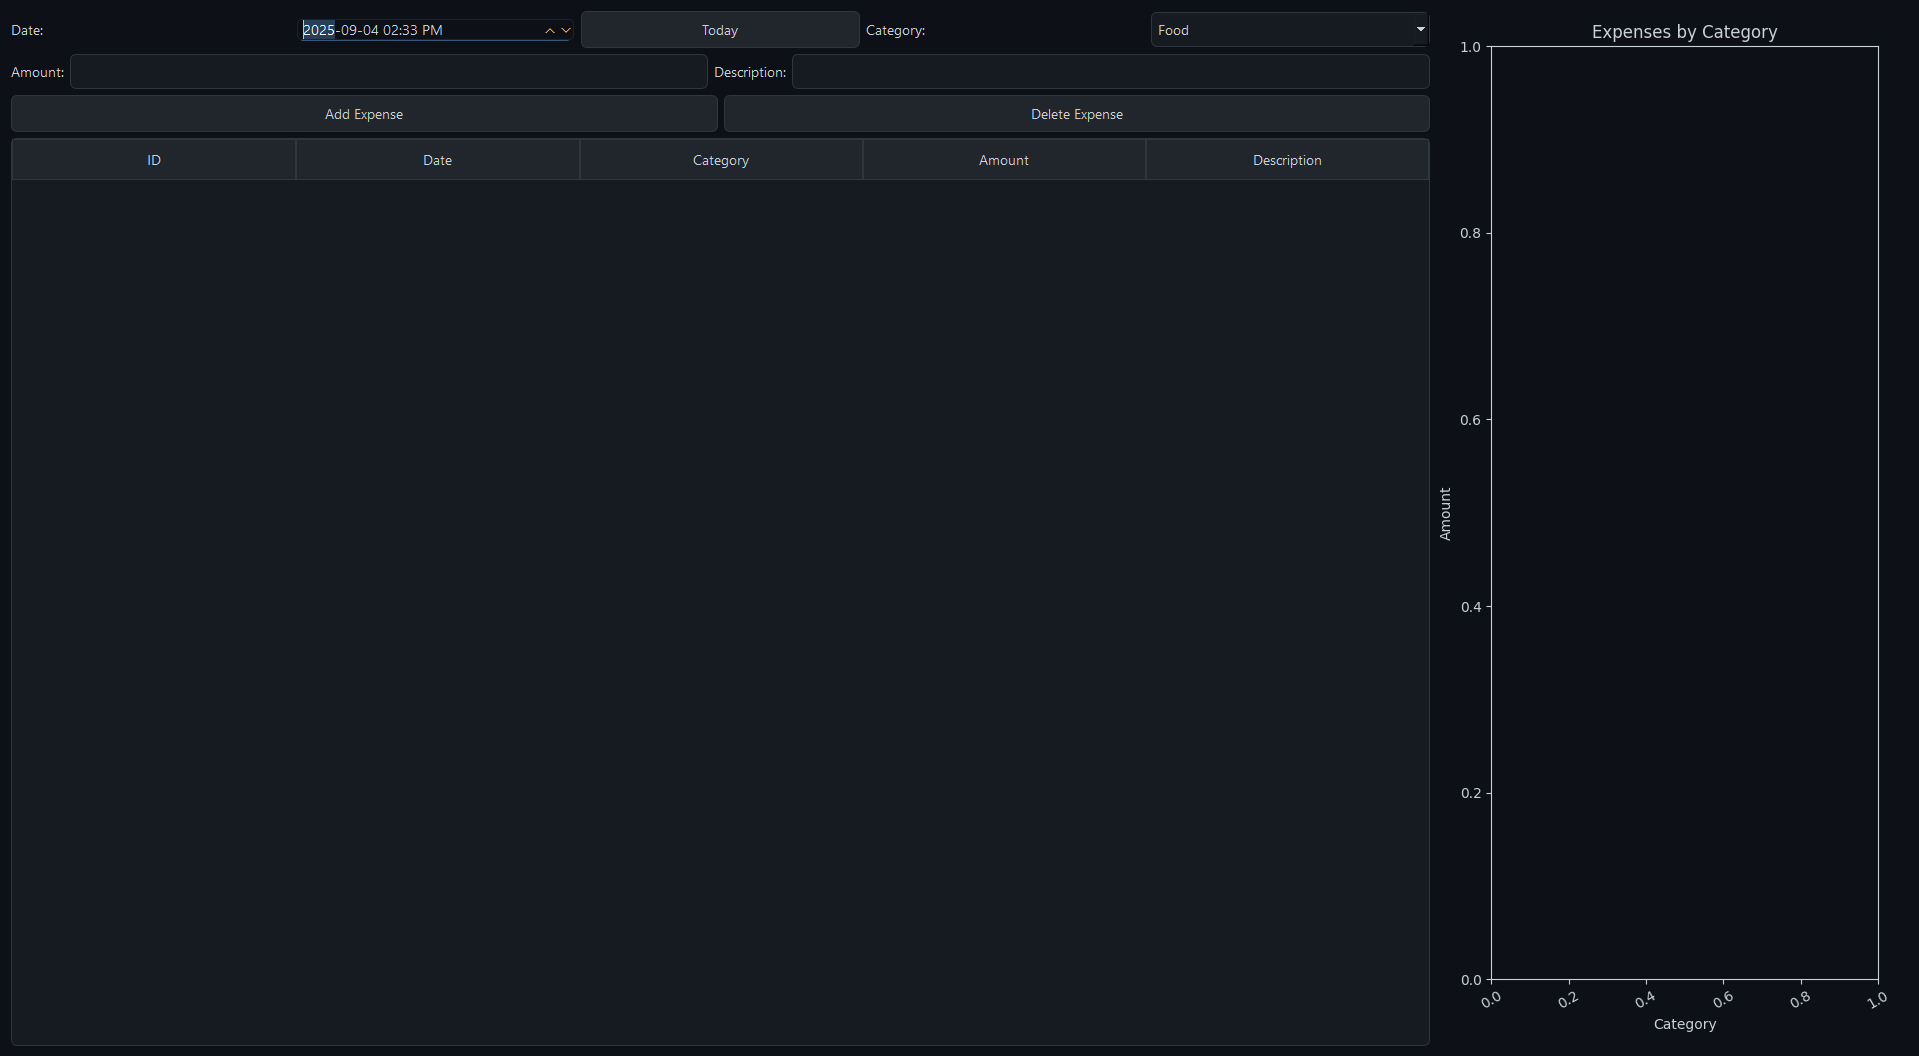 Date: 2025-09-04 02:33 PM Today Category: Food
Amount: Description:
Add Expense Delete Expense
ID Date Category Amount Description
Expenses by Category
1.0
0.8
0.6
0.4
0.2
0.0
Amount
0.0 0.2 0.4 0.6 0.8 1.0
Category